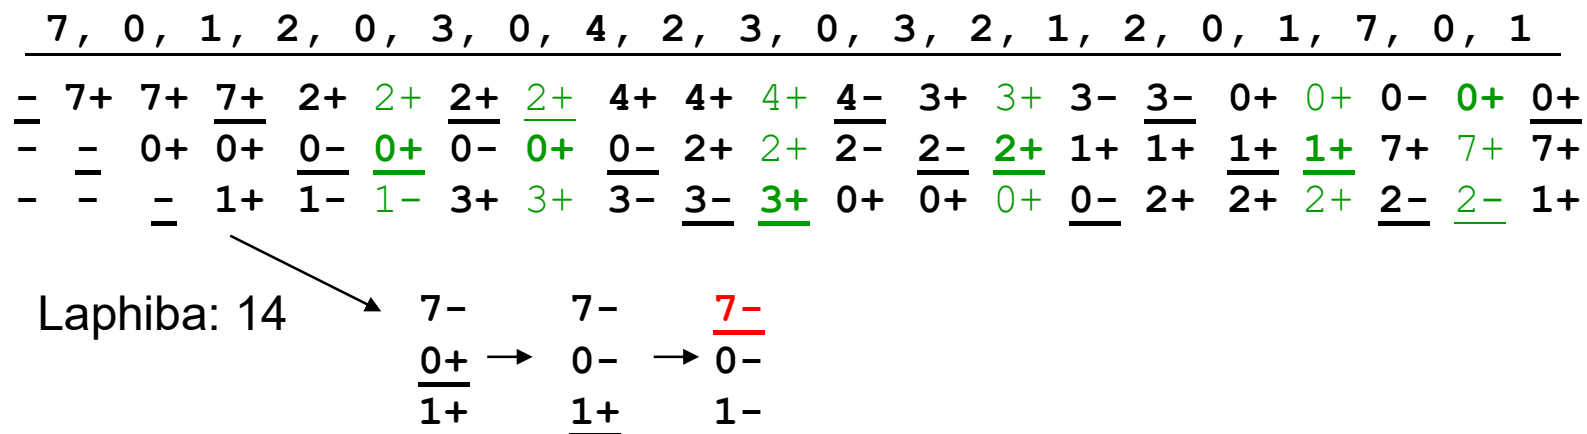 7, 0, 1, 2, 0, 3, 0, 4, 2, 3, 0, 3, 2, 1, 2, 0, 1, 7, 0, 1
- 7+ 7+ 7+ 2+ 2+ 2+ 2+ 4+ 4+ 4+ 4- 3+ 3+ 3- 3- 0+ 0+ 0- 0+ 0+
- - 0+ 0+ 0- 0+ 0- 0+ 0- 2+ 2+ 2- 2- 2+ 1+ 1+ 1+ 1+ 7+ 7+ 7+
- - - 1+ 1- 1- 3+ 3+ 3- 3- 3+ 0+ 0+ 0+ 0- 2+ 2+ 2+ 2- 2- 1+
Laphiba: 14 7- 7- 7-
0+ 0- 0-
1+ 1+ 1-